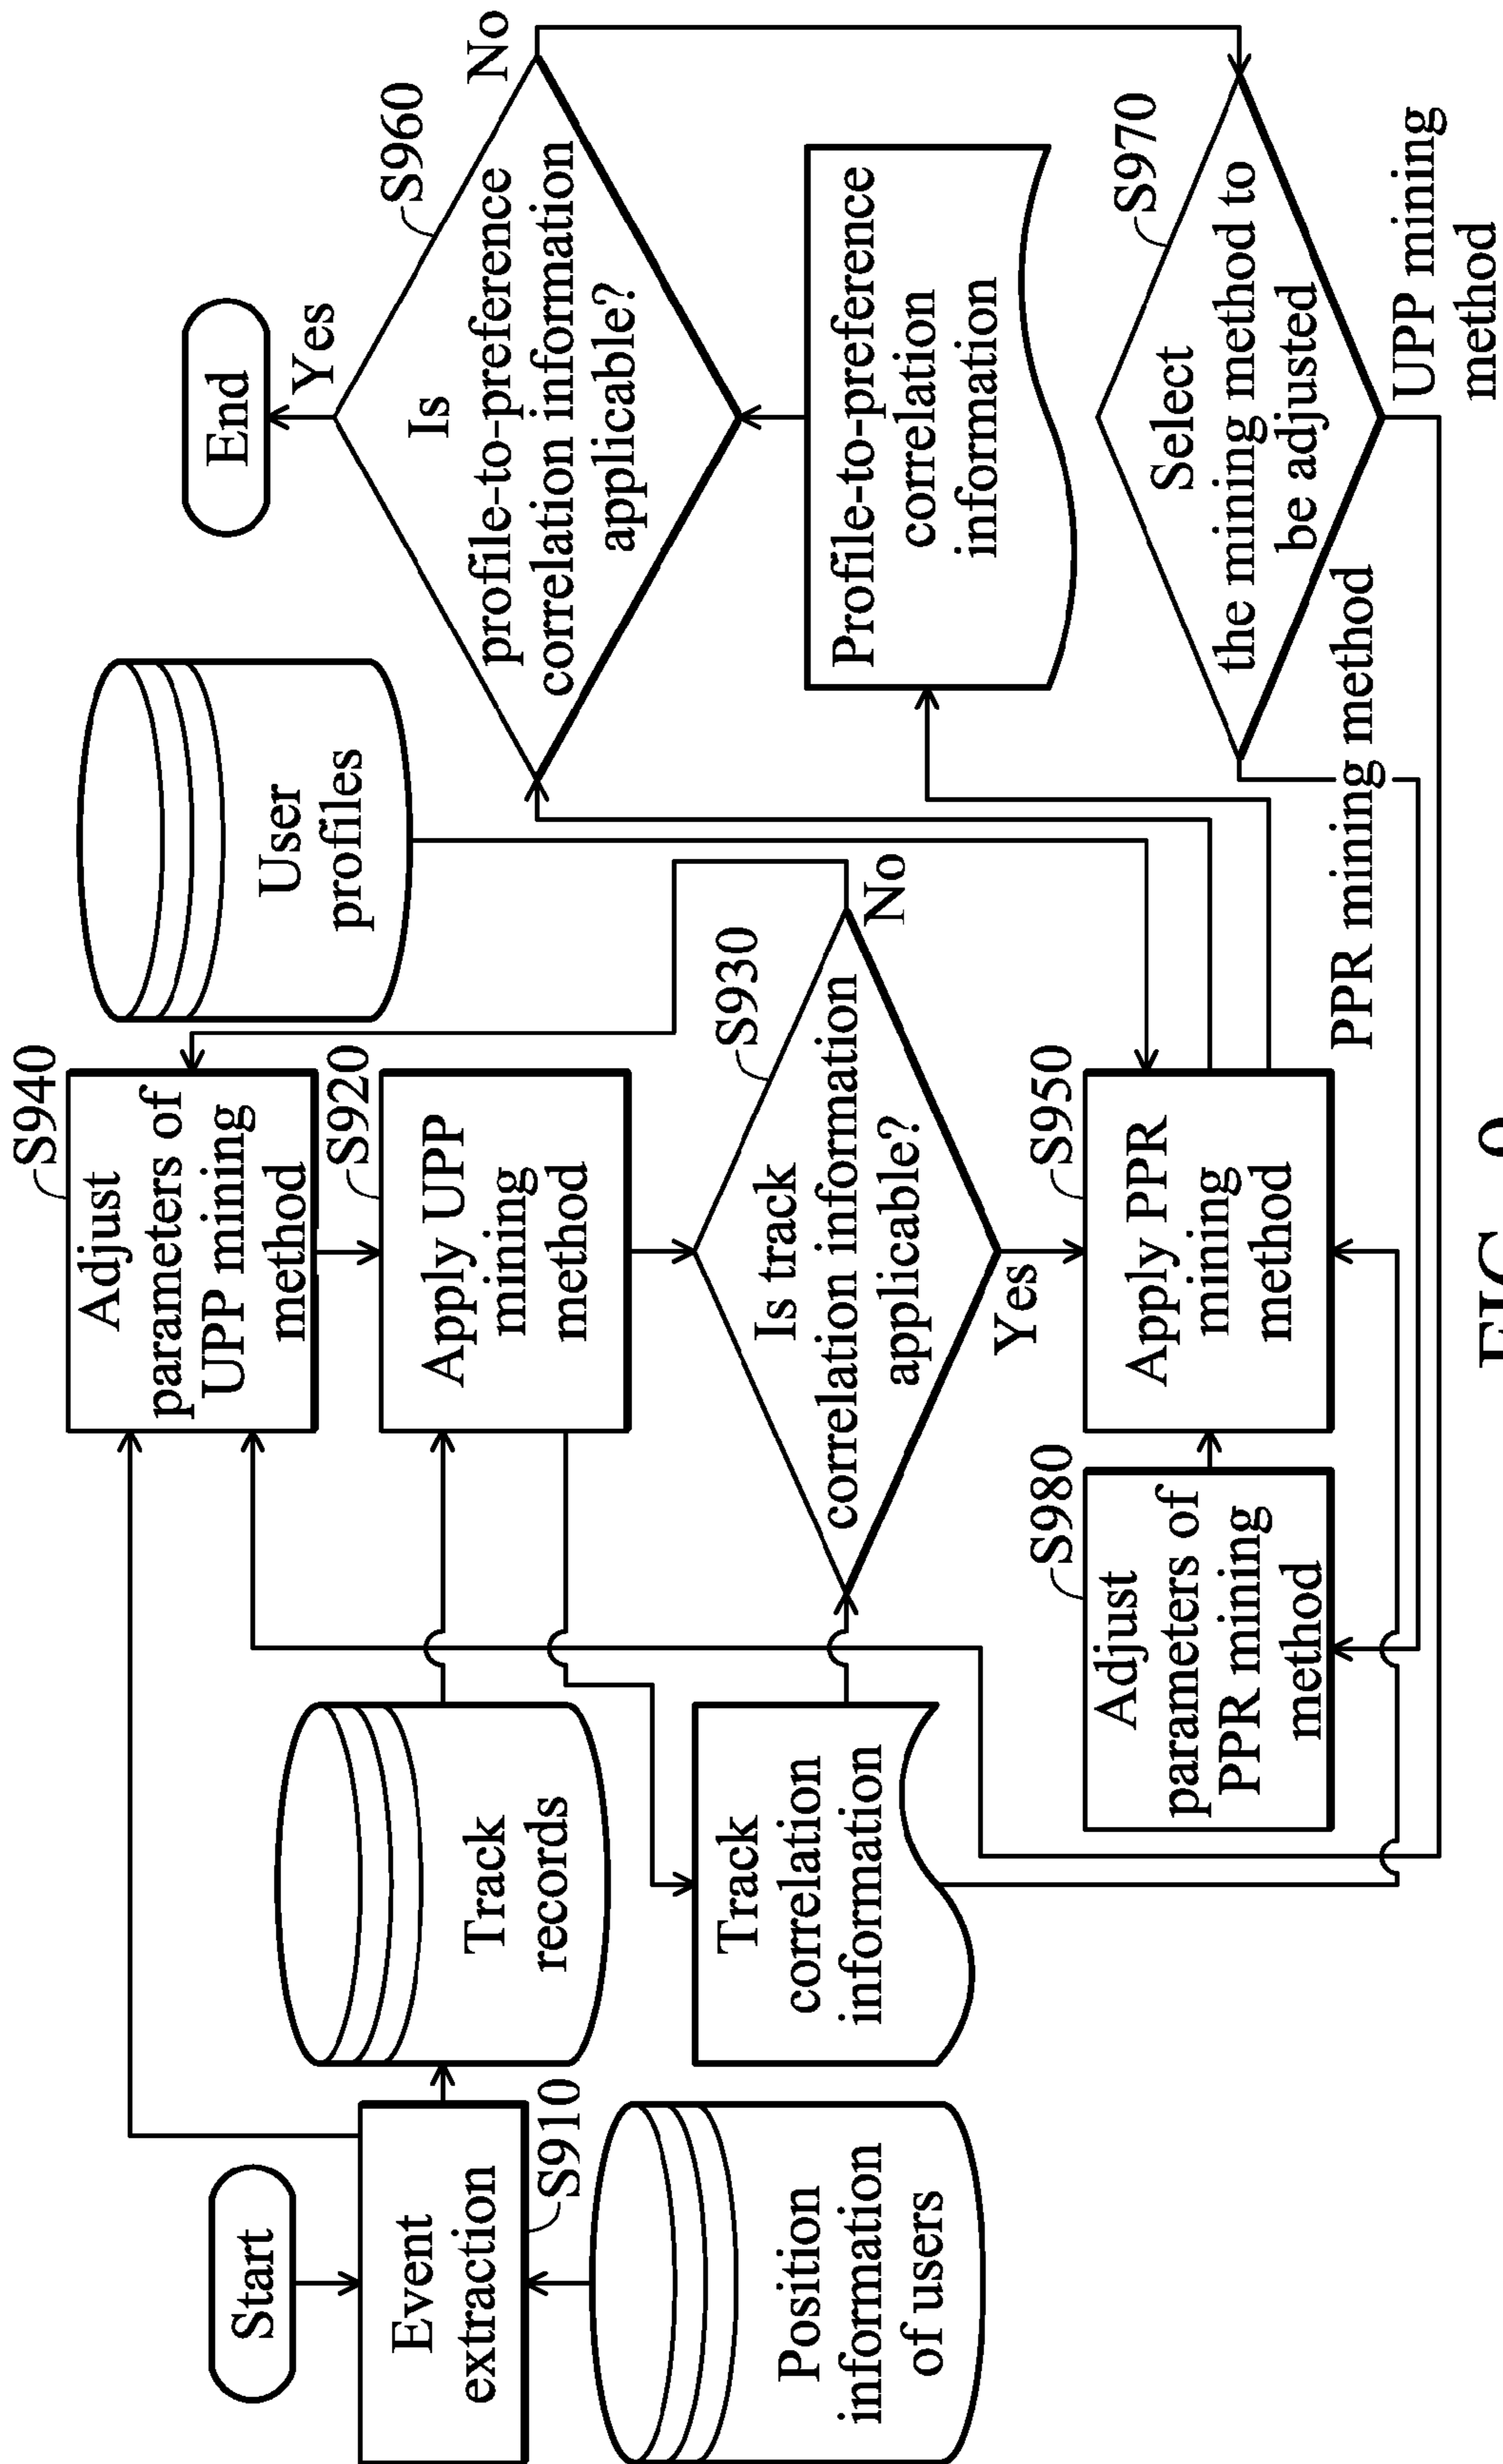 Start
Event
extraction
S910
Position
information
of users
Track
records
Track
correlation
information
S940
Adjust
parameters of
UPP mining
method
S920
Apply UPP
mining
method
S930
Is track
correlation information
applicable?
No
Yes
S980
Adjust
parameters of
PPR mining
method
S950
Apply PPR
mining
method
User
profiles
End
Yes
S960
Is
profile-to-preference
correlation information
applicable?
No
Profile-to-preference
correlation
information
S970
Select
the mining method to
be adjusted
PPR mining method
UPP mining
method
FIG. 9